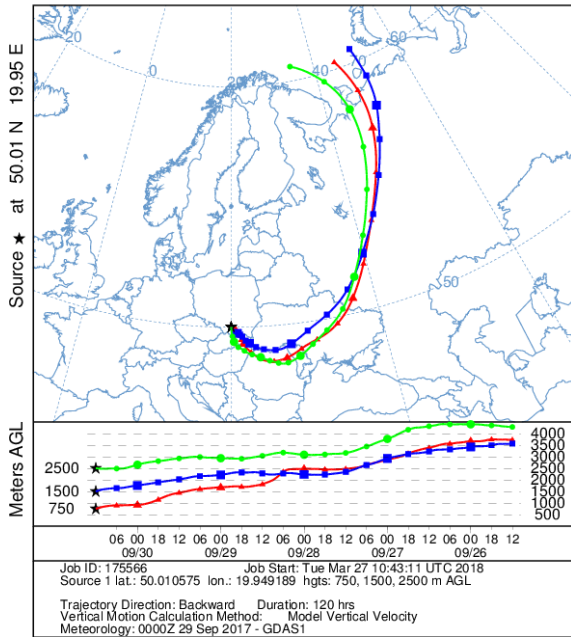 Source ★ at 50.01 N 19.95 E
20
0
20
40
70
60
50
Meters AGL
4000
3500
3000
2500
2000
1500
1000
500
2500
1500
750
06 00 18 12 06 00 18 12 06 00 18 12 06 00 18 12 06 00 18 12
09/30 09/29 09/28 09/27 09/26
Job ID: 175566 Job Start: Tue Mar 27 10:43:11 UTC 2018
Source 1 lat.: 50.010575 lon.: 19.949189 hgts: 750, 1500, 2500 m AGL
Trajectory Direction: Backward Duration: 120 hrs
Vertical Motion Calculation Method: Model Vertical Velocity
Meteorology: 0000Z 29 Sep 2017 - GDAS1